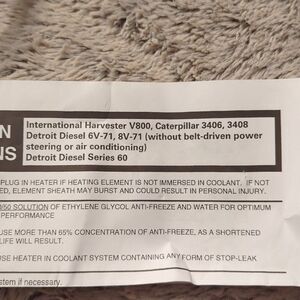 N
NS
International Harvester V800, Caterpillar 3406, 3408
Detroit Diesel 6V-71, 8V-71 (without belt-driven power
steering or air conditioning)
Detroit Diesel Series 60
PLUG IN HEATER IF HEATING ELEMENT IS NOT IMMERSED IN COOLANT. IF NOT
ED, ELEMENT SHEATH MAY BURST AND COULD RESULT IN PERSONAL INJURY.
0/50 SOLUTION OF ETHYLENE GLYCOL ANTI-FREEZE AND WATER FOR OPTIMUM
PERFORMANCE
USE MORE THAN 65% CONCENTRATION OF ANTI-FREEZE, AS A SHORTENED
LIFE WILL RESULT.
USE HEATER IN COOLANT SYSTEM CONTAINING ANY FORM OF STOP-LEAK
stem if necessary.